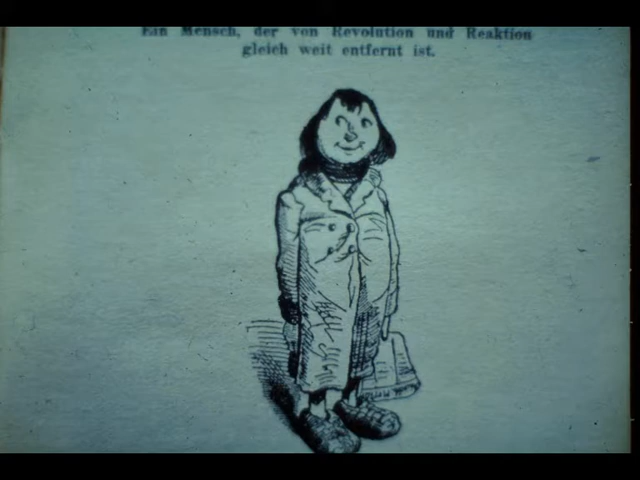 Ein Mensch, der von Revolution und Reaktion
gleich weit entfernt ist.